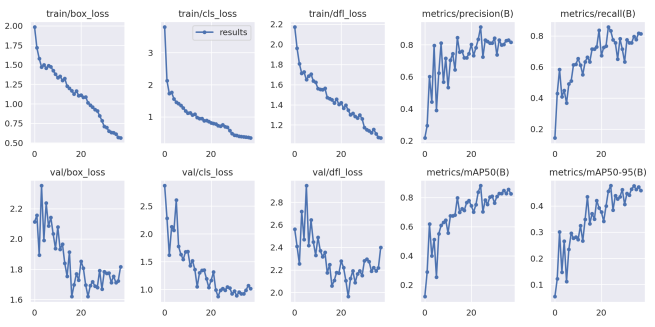 train/box_loss train/cls_loss train/dfl_loss metrics/precision(B) metrics/recall(B)
2.00 1.75 1.50 1.25 1.00 0.75 0.50
0 20
3 2 1
results
0 20
2.2 2.0 1.8 1.6 1.4 1.2
0 20
0.8 0.6 0.4 0.2
0 20
0.8 0.6 0.4 0.2
0 20
val/box_loss val/cls_loss val/dfl_loss metrics/mAP50(B) metrics/mAP50-95(B)
2.2 2.0 1.8 1.6
0 20
2.5 2.0 1.5 1.0
0 20
2.8 2.6 2.4 2.2 2.0
0 20
0.8 0.6 0.4 0.2
0 20
0.4 0.3 0.2 0.1
0 20